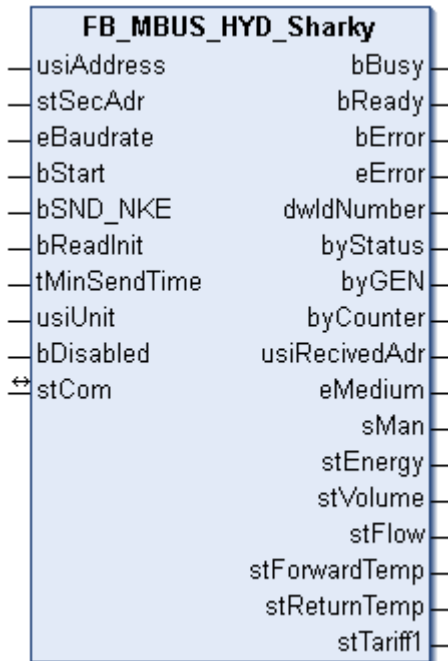 FB_MBUS_HYD_Sharky
usiAddress bBusy
stSecAdr bReady
eBaudrate bError
bStart eError
bSND_NKE dwIdNumber
bReadInit byStatus
tMinSendTime byGEN
usiUnit byCounter
bDisabled usiRecivedAdr
stCom eMedium
sMan
stEnergy
stVolume
stFlow
stForwardTemp
stReturnTemp
stTariff1